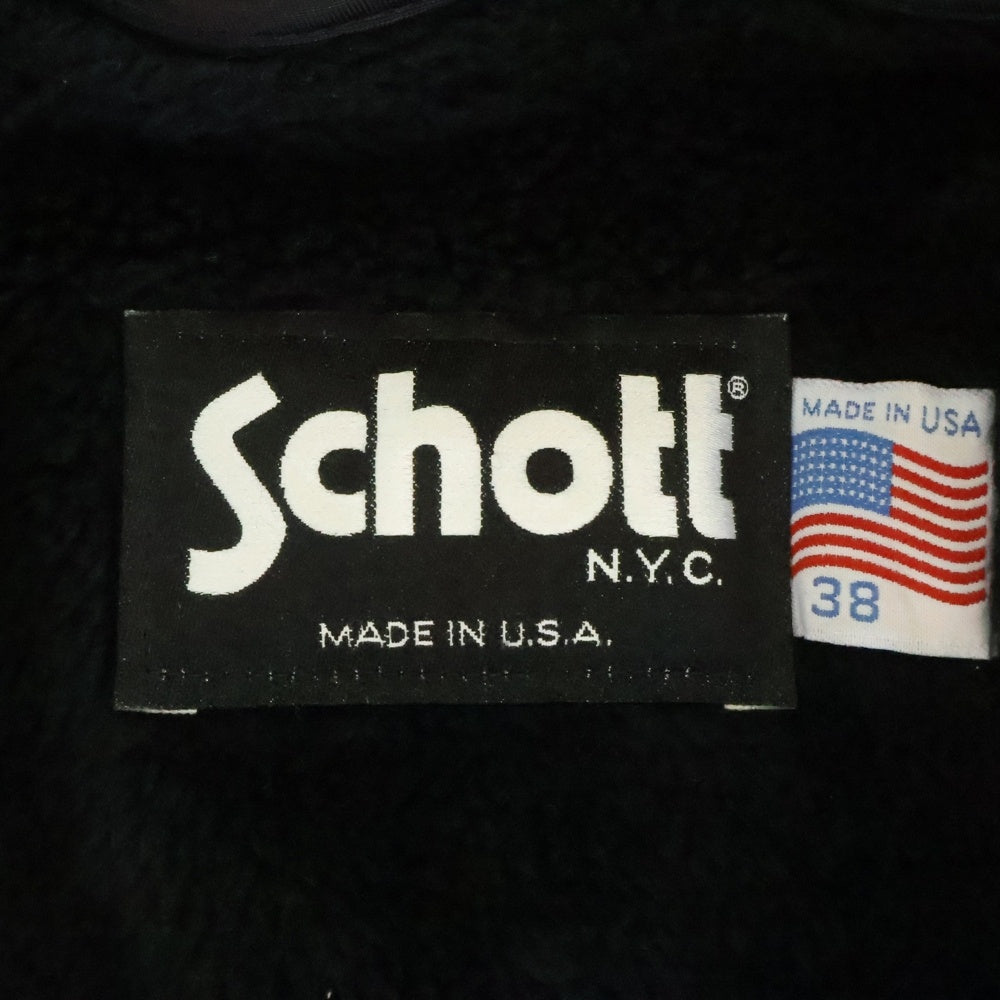 Schott®
N.Y.C.
MADE IN U.S.A.
MADE IN USA
38